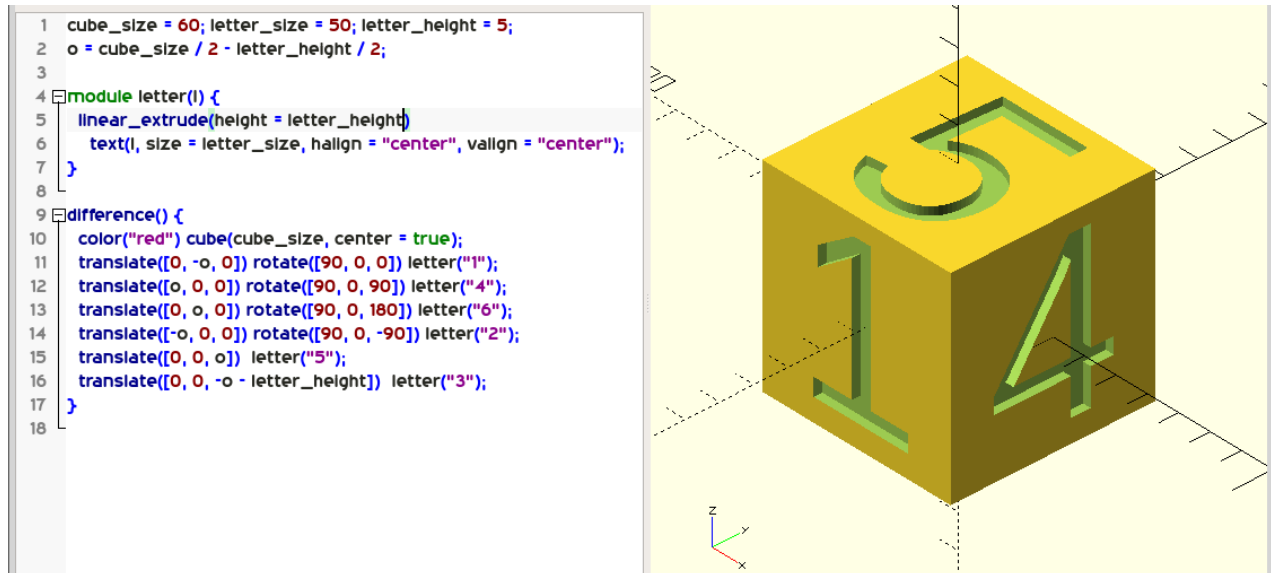 1 cube_size = 60; letter_size = 50; letter_height = 5;
2 o = cube_size / 2 - letter_height / 2;
3
4 module letter(l) {
5 linear_extrude(height = letter_height)
6 text(l, size = letter_size, halign = "center", valign = "center");
7 }
8
9 difference() {
10 color("red") cube(cube_size, center = true);
11 translate([0, -o, 0]) rotate([90, 0, 0]) letter("1");
12 translate([o, 0, 0]) rotate([90, 0, 90]) letter("4");
13 translate([0, o, 0]) rotate([90, 0, 180]) letter("6");
14 translate([-o, 0, 0]) rotate([90, 0, -90]) letter("2");
15 translate([0, 0, o]) letter("5");
16 translate([0, 0, -o - letter_height]) letter("3");
17 }
18
5
1
4
z
y
x